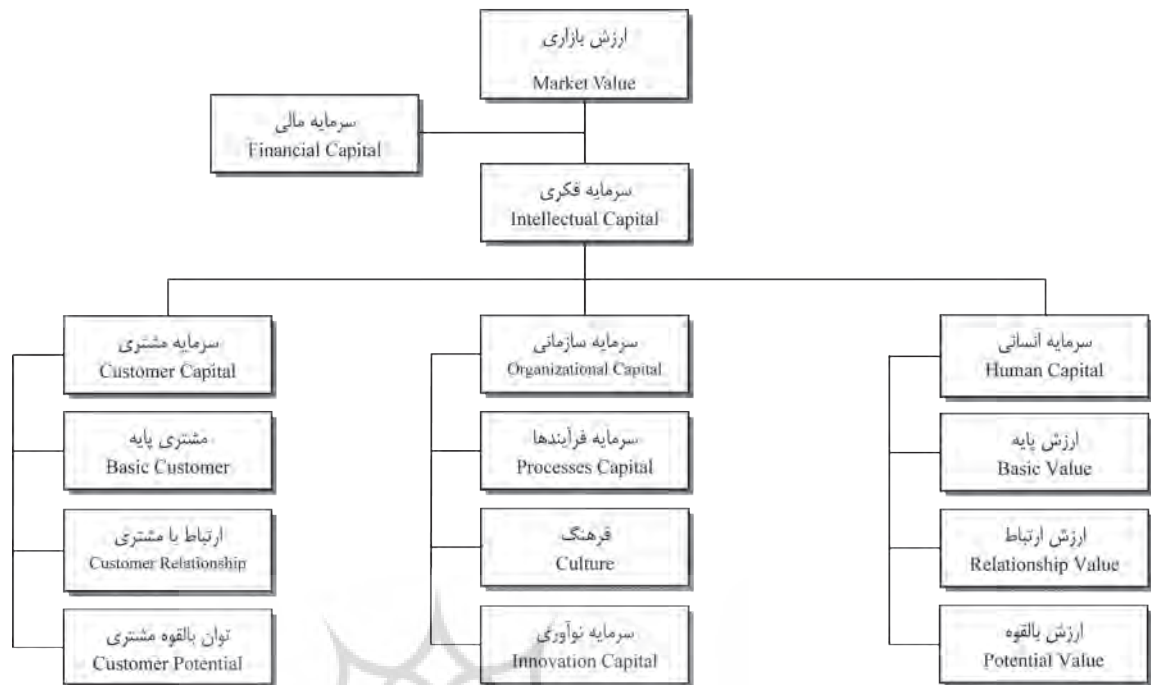 ارزش بازاری
Market Value
سرمایه مالی
Financial Capital
سرمایه فکری
Intellectual Capital
سرمایه مشتری
Customer Capital
مشتری پایه
Basic Customer
ارتباط با مشتری
Customer Relationship
توان بالقوه مشتری
Customer Potential
سرمایه سازمانی
Organizational Capital
سرمایه فرآیندها
Processes Capital
فرهنگ
Culture
سرمایه نوآوری
Innovation Capital
سرمایه انسانی
Human Capital
ارزش پایه
Basic Value
ارزش ارتباط
Relationship Value
ارزش بالقوه
Potential Value